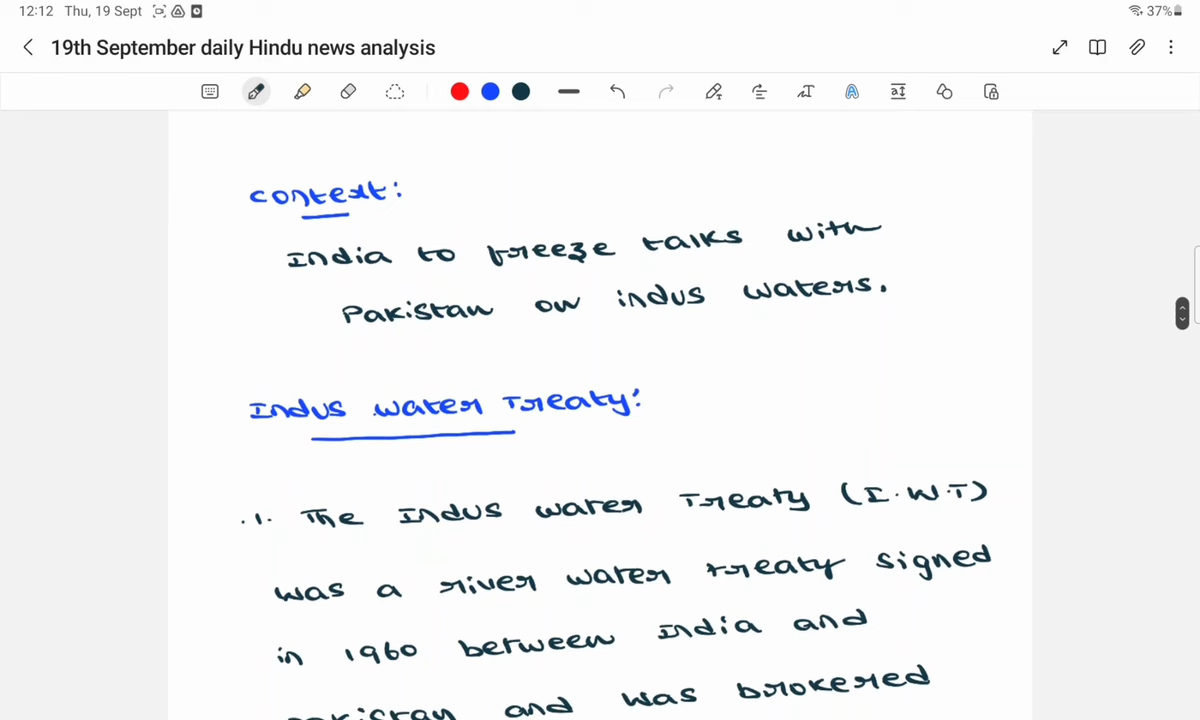 12:12 Thu, 19 Sept 37%
19th September daily Hindu news analysis
Context:
India to freeze talks with
Pakistan on indus waters.
Indus water Treaty:
.1. The Indus water Treaty (I.W.T)
was a river water treaty signed
in 1960 between India and
Pakistan and was brokered